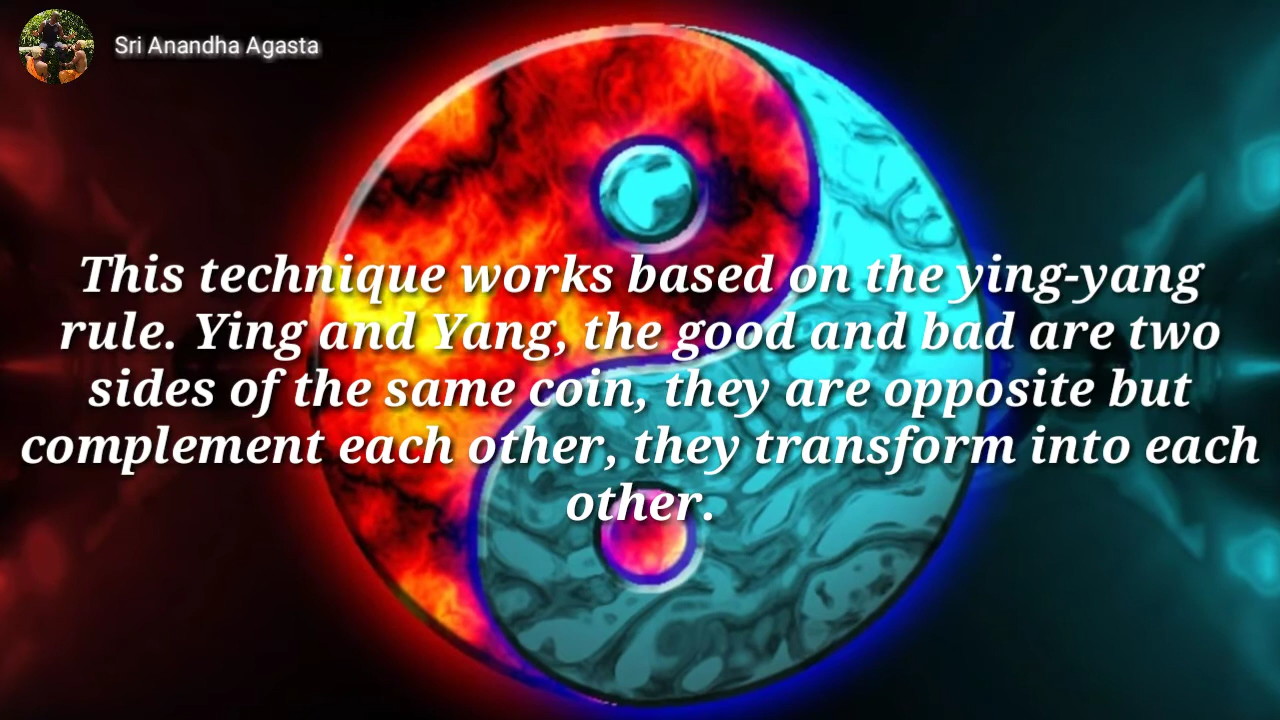 Sri Anandha Agasta
This technique works based on the ying-yang
rule. Ying and Yang, the good and bad are two
sides of the same coin, they are opposite but
complement each other, they transform into each
other.